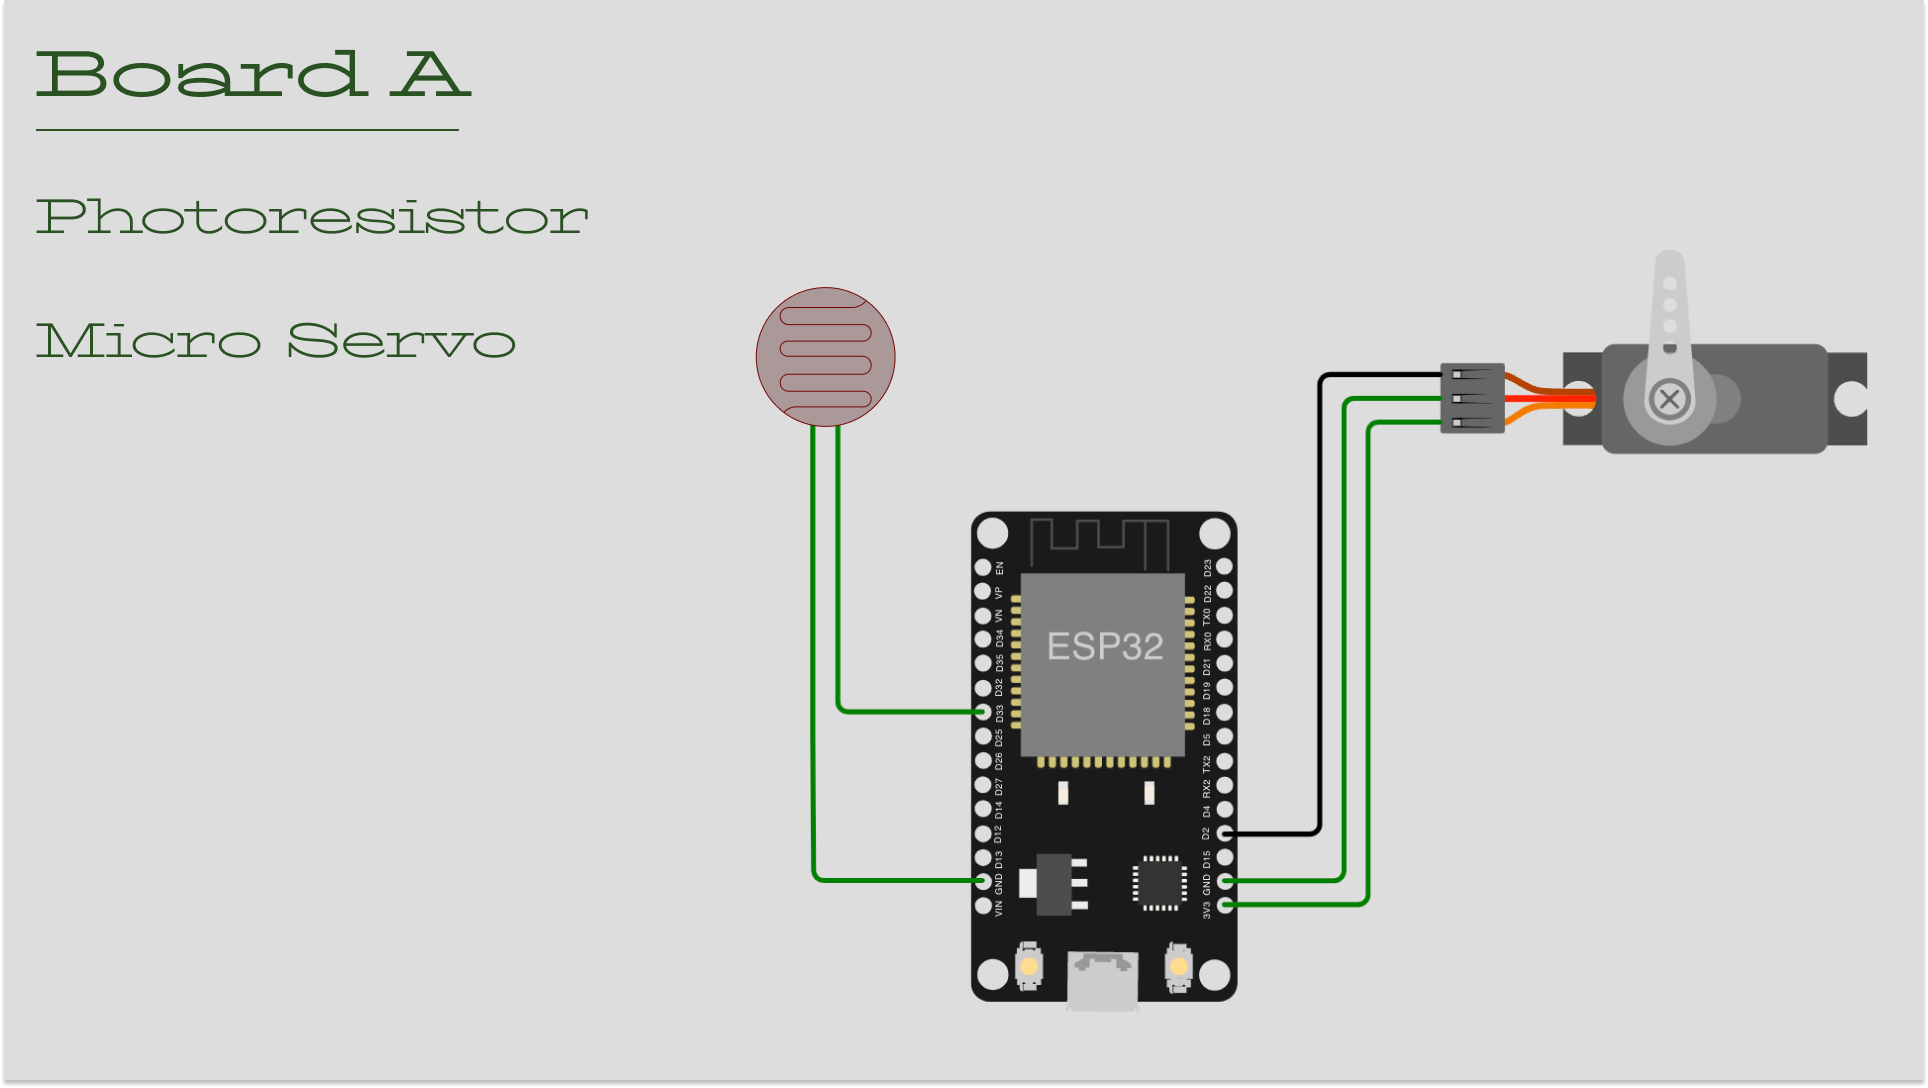 Board A
Photoresistor
Micro Servo
ESP32
EN
VP
VN
D34
D35
D32
D33
D25
D26
D27
D14
D12
D13
GND
VIN
D23
D22
TX0
RX0
D21
D19
D18
D5
TX2
RX2
D4
D2
D15
GND
3V3